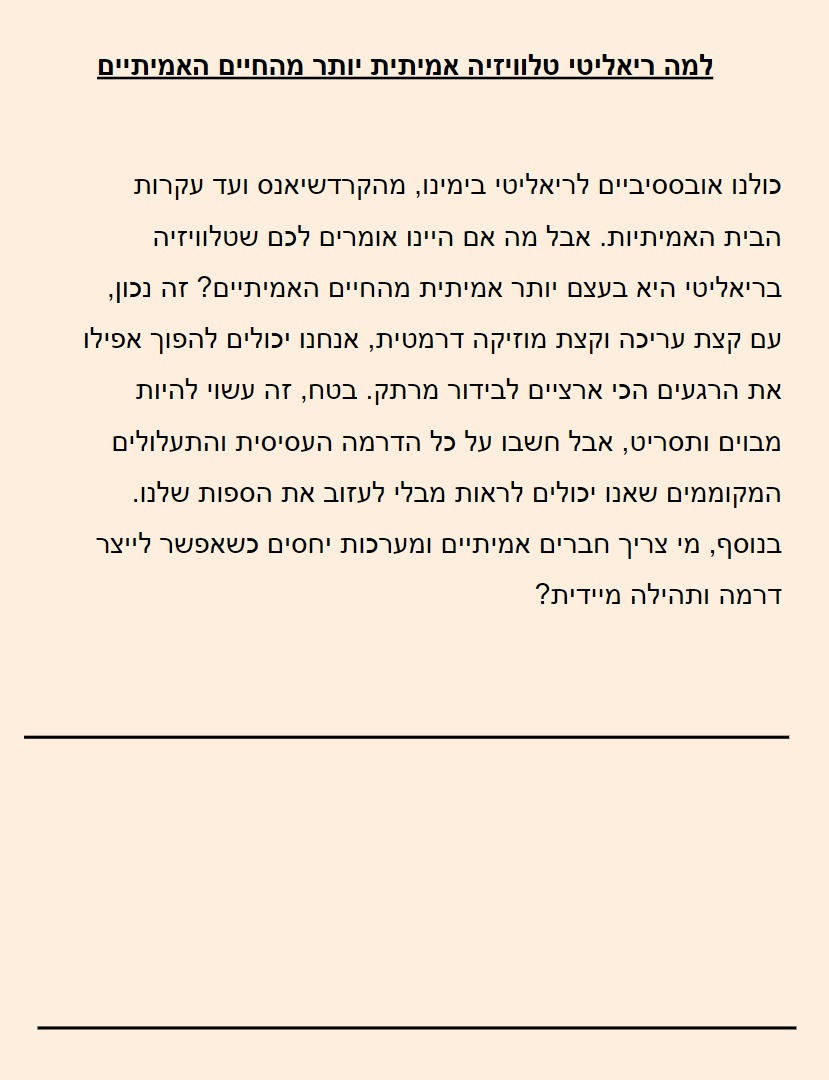 למה ריאליטי טלוויזיה אמיתית יותר מהחיים האמיתיים
כולנו אובססיביים לריאליטי בימינו, מהקרדשיאנס ועד עקרות
הבית האמיתיות. אבל מה אם היינו אומרים לכם שטלוויזיה
בריאליטי היא בעצם יותר אמיתית מהחיים האמיתיים? זה נכון,
עם קצת עריכה וקצת מוזיקה דרמטית, אנחנו יכולים להפוך אפילו
את הרגעים הכי ארציים לבידור מרתק. בטח, זה עשוי להיות
מבוים ותסריט, אבל חשבו על כל הדרמה העסיסית והתעלולים
המקוממים שאנו יכולים לראות מבלי לעזוב את הספות שלנו.
בנוסף, מי צריך חברים אמיתיים ומערכות יחסים כשאפשר לייצר
דרמה ותהילה מיידית?